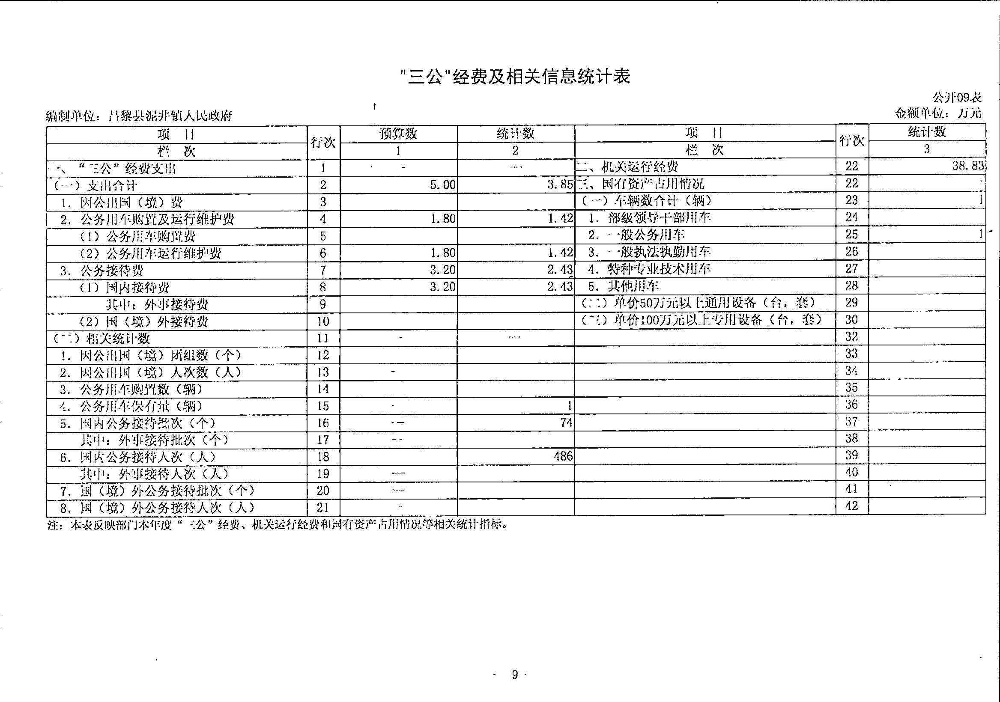 "三公"经费及相关信息统计表
公开09表
编制单位：昌黎县泥井镇人民政府 金额单位：万元
项 目 行次 预算数 统计数 项 目 行次 统计数
栏 次 1 2 栏 次 3
一、“三公”经费支出 1 — — 二、机关运行经费 22 38.83
（一）支出合计 2 5.00 3.85 三、国有资产占用情况 22
1. 因公出国（境）费 3 （一）车辆数合计（辆） 23 1
2. 公务用车购置及运行维护费 4 1.80 1.42 1. 部级领导干部用车 24
（1）公务用车购置费 5 2. 一般公务用车 25 1
（2）公务用车运行维护费 6 1.80 1.42 3. 一般执法执勤用车 26
3. 公务接待费 7 3.20 2.43 4. 特种专业技术用车 27
（1）国内接待费 8 3.20 2.43 5. 其他用车 28
其中：外事接待费 9 （二）单价50万元以上通用设备（台，套） 29
（2）国（境）外接待费 10 （三）单价100万元以上专用设备（台，套） 30
（二）相关统计数 11 — — 32
1. 因公出国（境）团组数（个） 12 33
2. 因公出国（境）人次数（人） 13 — 34
3. 公务用车购置数（辆） 14 35
4. 公务用车保有量（辆） 15 — 1 36
5. 国内公务接待批次（个） 16 — 74 37
其中：外事接待批次（个） 17 — 38
6. 国内公务接待人次（人） 18 486 39
其中：外事接待人次（人） 19 — 40
7. 国（境）外公务接待批次（个） 20 — 41
8. 国（境）外公务接待人次（人） 21 — 42
注：本表反映部门本年度“三公”经费、机关运行经费和国有资产占用情况等相关统计指标。
- 9 -